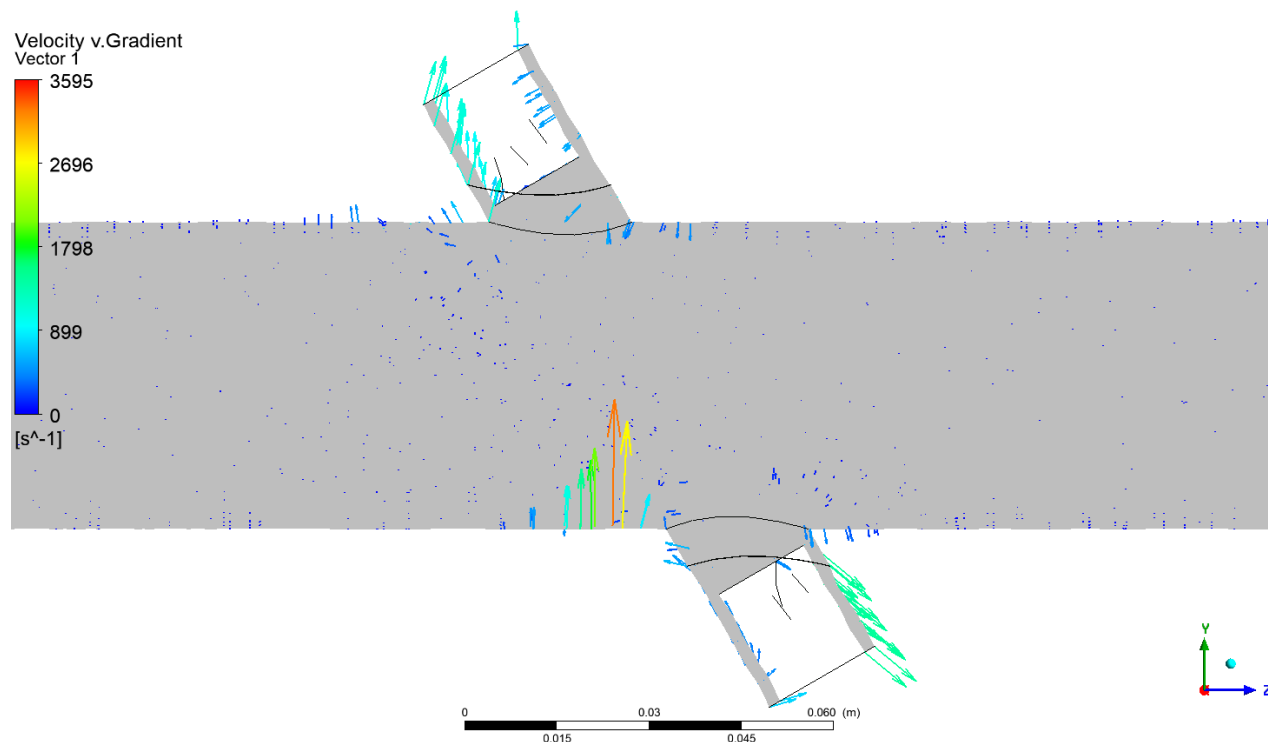 Velocity v.Gradient
Vector 1
3595
2696
1798
899
0
[s^-1]
Y
Z
0 0.03 0.060 (m)
0.015 0.045